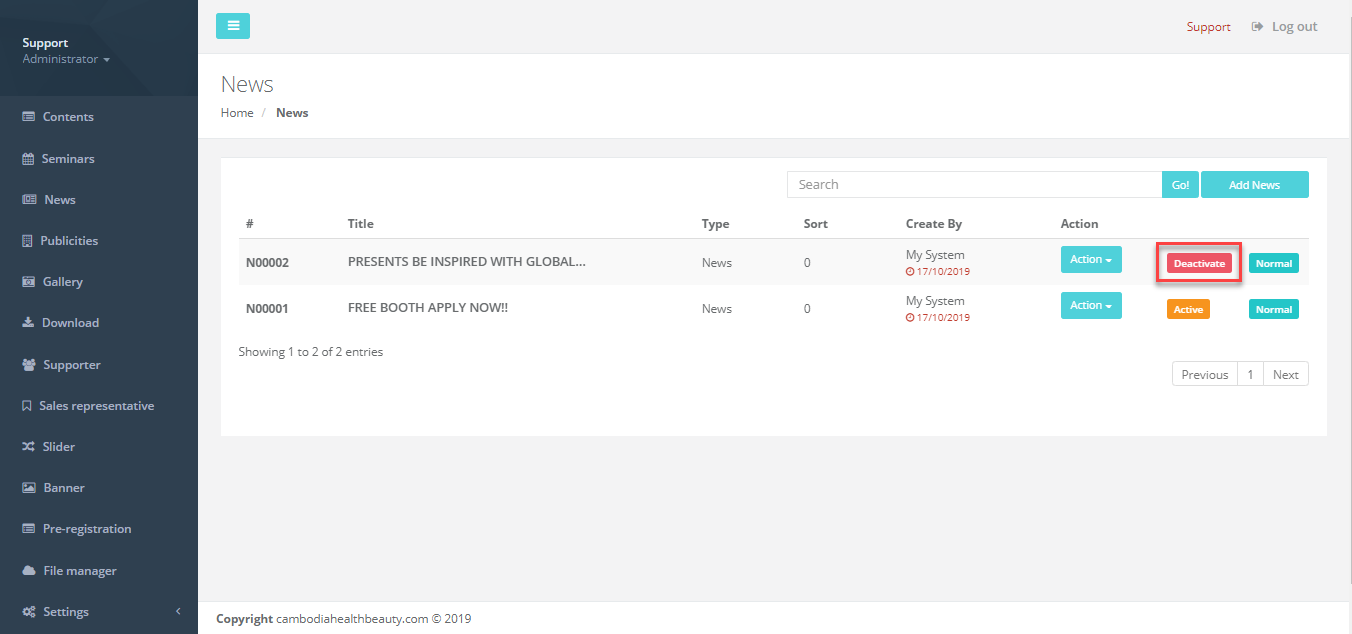 Support
Administrator
Contents
Seminars
News
Publicities
Gallery
Download
Supporter
Sales representative
Slider
Banner
Pre-registration
File manager
Settings
Support Log out
News
Home / News
Search Go! Add News
# Title Type Sort Create By Action
N00002 PRESENTS BE INSPIRED WITH GLOBAL... News 0 My System Action Deactivate Normal
17/10/2019
N00001 FREE BOOTH APPLY NOW!! News 0 My System Action Active Normal
17/10/2019
Showing 1 to 2 of 2 entries
Previous 1 Next
Copyright cambodiahealthbeauty.com © 2019